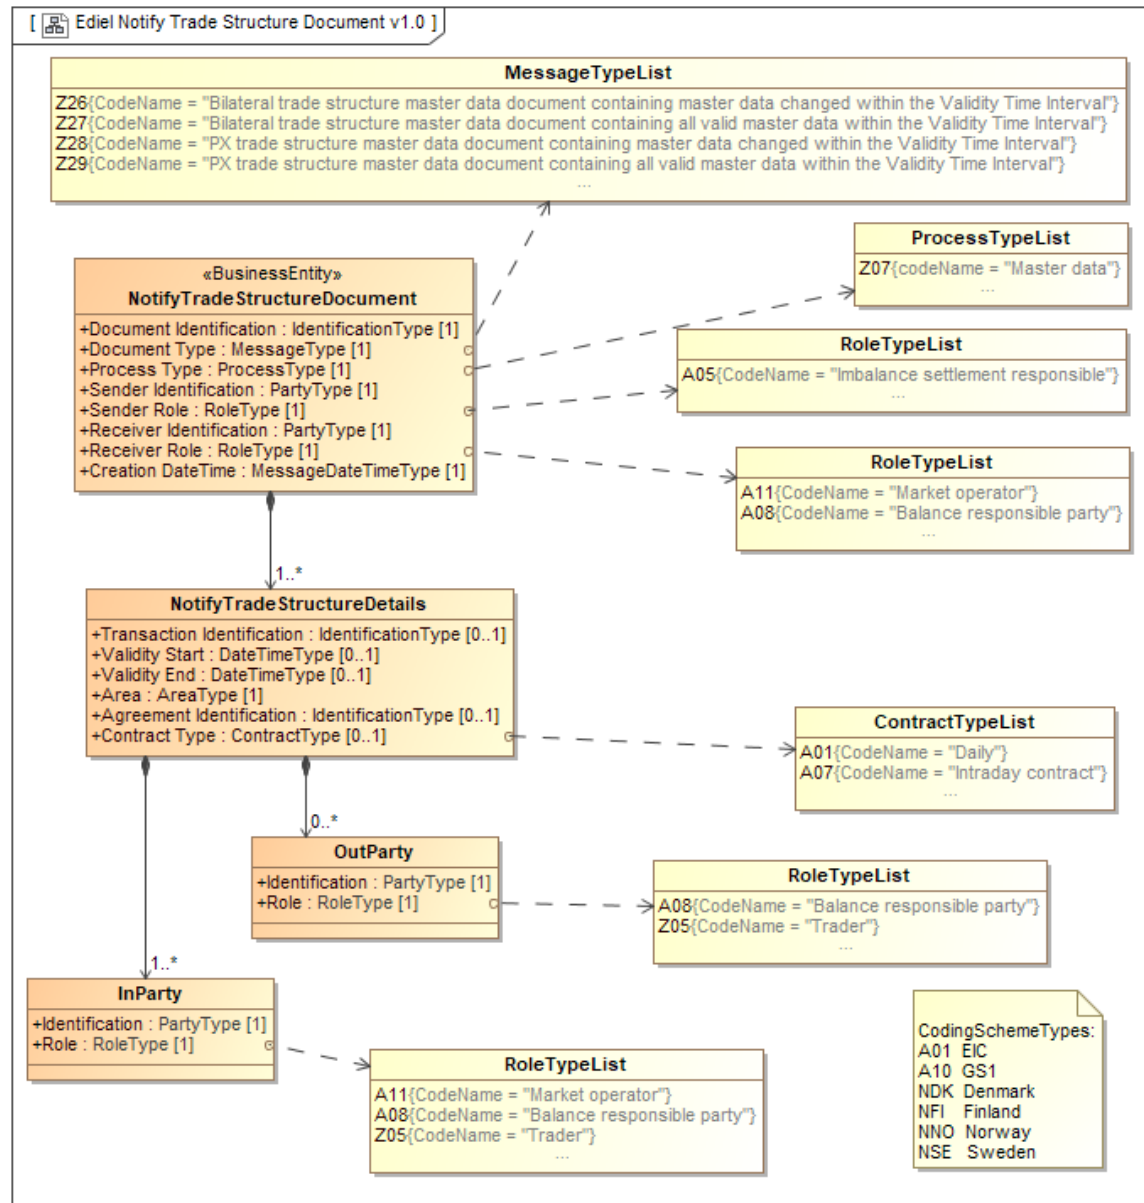 [ Ediel Notify Trade Structure Document v1.0 ]
MessageTypeList
Z26{CodeName = "Bilateral trade structure master data document containing master data changed within the Validity Time Interval"}
Z27{CodeName = "Bilateral trade structure master data document containing all valid master data within the Validity Time Interval"}
Z28{CodeName = "PX trade structure master data document containing master data changed within the Validity Time Interval"}
Z29{CodeName = "PX trade structure master data document containing all valid master data within the Validity Time Interval"}
...
ProcessTypeList
Z07{codeName = "Master data"}
...
«BusinessEntity»
NotifyTradeStructureDocument
+Document Identification : IdentificationType [1]
+Document Type : MessageType [1]
+Process Type : ProcessType [1]
+Sender Identification : PartyType [1]
+Sender Role : RoleType [1]
+Receiver Identification : PartyType [1]
+Receiver Role : RoleType [1]
+Creation DateTime : MessageDateTimeType [1]
RoleTypeList
A05{CodeName = "Imbalance settlement responsible"}
...
RoleTypeList
A11{CodeName = "Market operator"}
A08{CodeName = "Balance responsible party"}
...
1..*
NotifyTradeStructureDetails
+Transaction Identification : IdentificationType [0..1]
+Validity Start : DateTimeType [0..1]
+Validity End : DateTimeType [0..1]
+Area : AreaType [1]
+Agreement Identification : IdentificationType [0..1]
+Contract Type : ContractType [0..1]
ContractTypeList
A01{CodeName = "Daily"}
A07{CodeName = "Intraday contract"}
...
0..*
OutParty
+Identification : PartyType [1]
+Role : RoleType [1]
RoleTypeList
A08{CodeName = "Balance responsible party"}
Z05{CodeName = "Trader"}
...
1..*
InParty
+Identification : PartyType [1]
+Role : RoleType [1]
RoleTypeList
A11{CodeName = "Market operator"}
A08{CodeName = "Balance responsible party"}
Z05{CodeName = "Trader"}
...
CodingSchemeTypes:
A01 EIC
A10 GS1
NDK Denmark
NFI Finland
NNO Norway
NSE Sweden